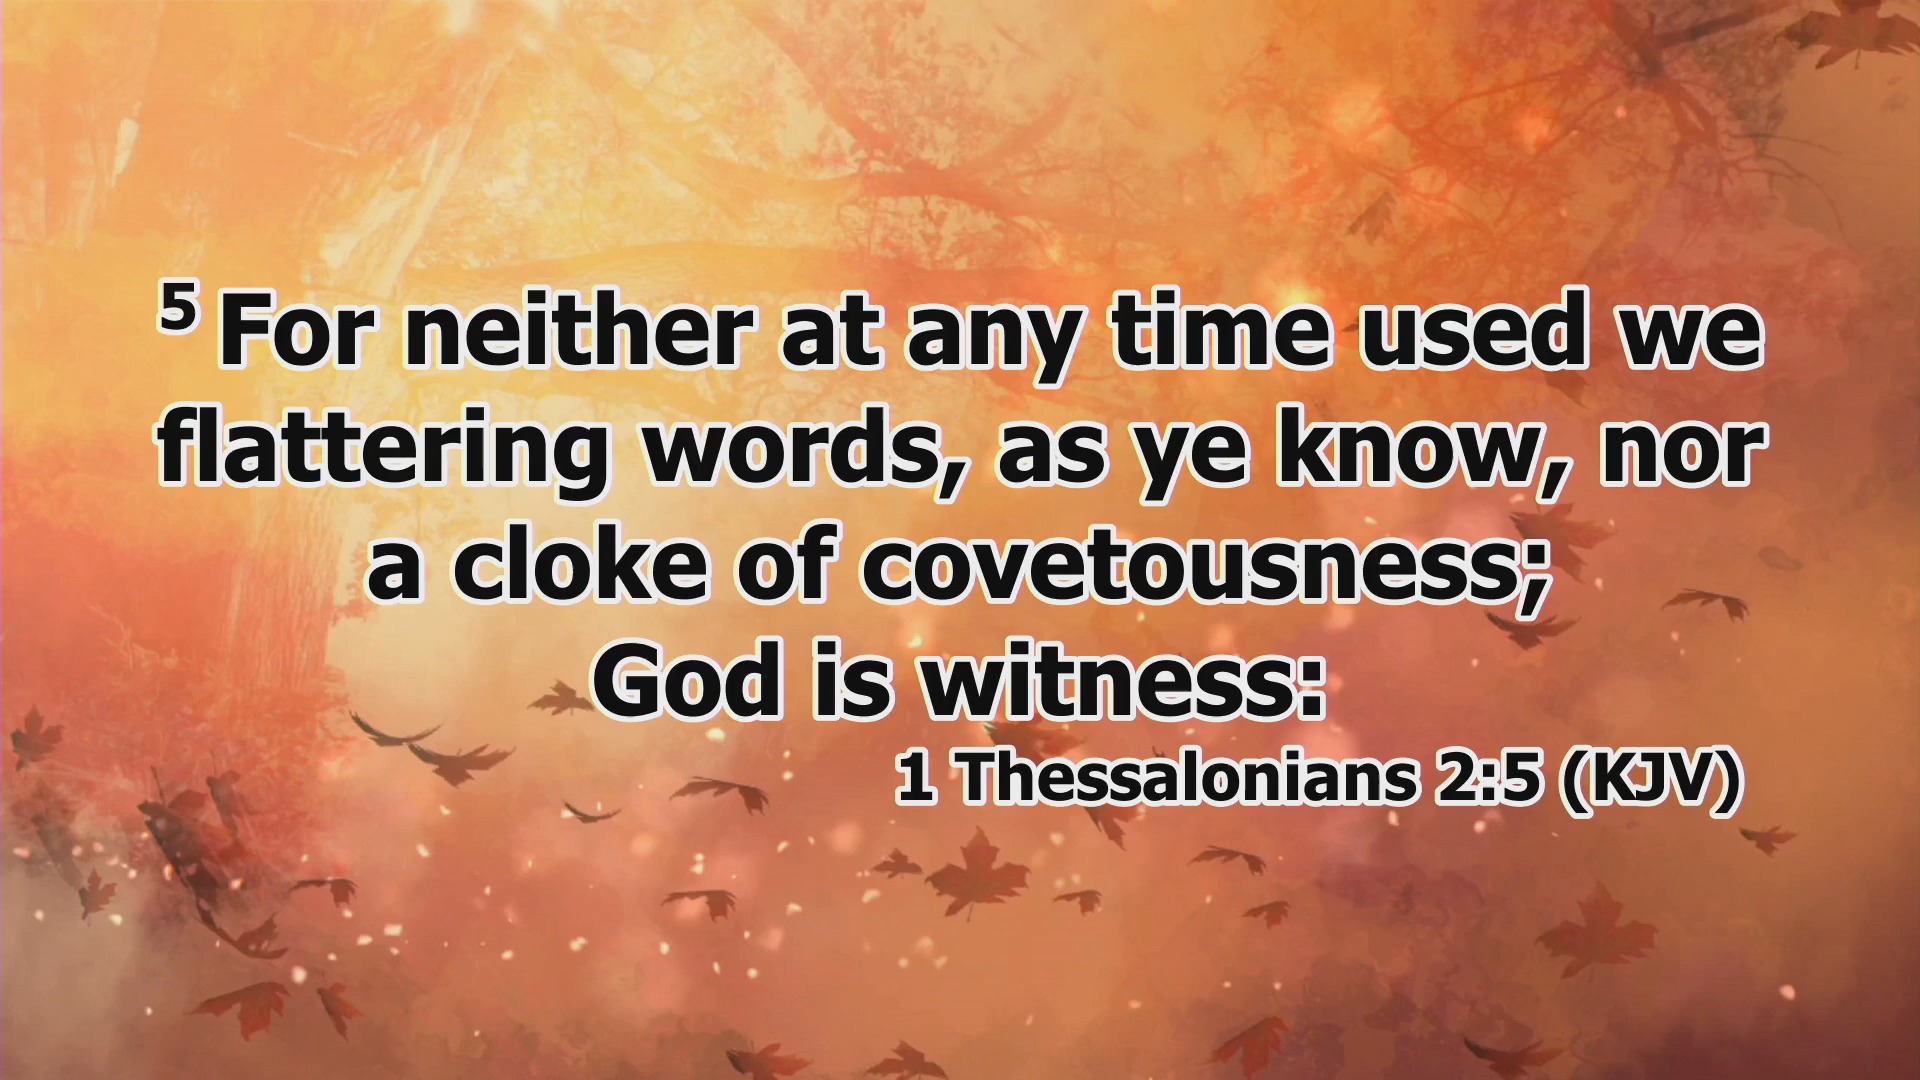 5 For neither at any time used we
flattering words, as ye know, nor
a cloke of covetousness;
God is witness:
1 Thessalonians 2:5 (KJV)